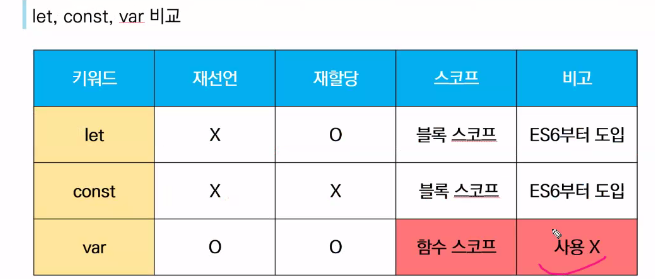 let, const, var 비교
키워드 재선언 재할당 스코프 비고
let X O 블록 스코프 ES6부터 도입
const X X 블록 스코프 ES6부터 도입
var O O 함수 스코프 사용 X